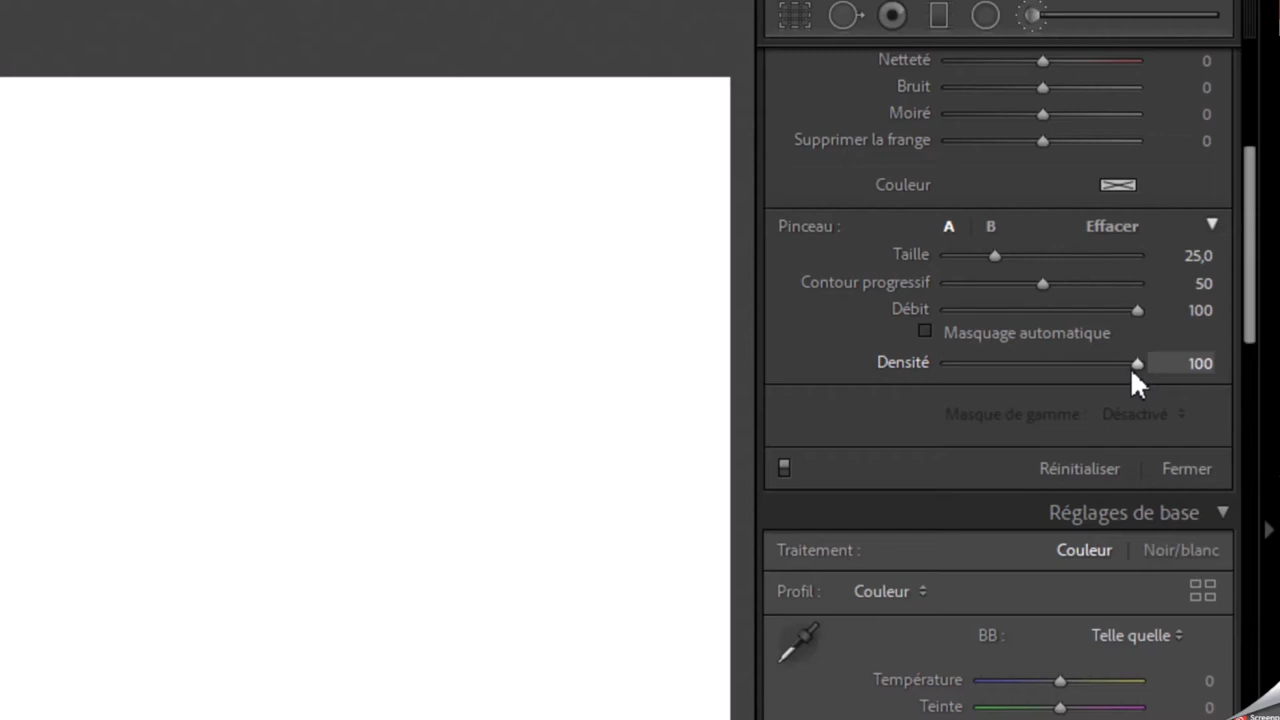 Netteté 0
Bruit 0
Moiré 0
Supprimer la frange 0
Couleur
Pinceau : A B Effacer
Taille 25,0
Contour progressif 50
Débit 100
Masquage automatique
Densité 100
Masque de gamme : Désactivé
Réinitialiser Fermer
Réglages de base
Traitement : Couleur Noir/blanc
Profil : Couleur
BB : Telle quelle
Température 0
Teinte 0